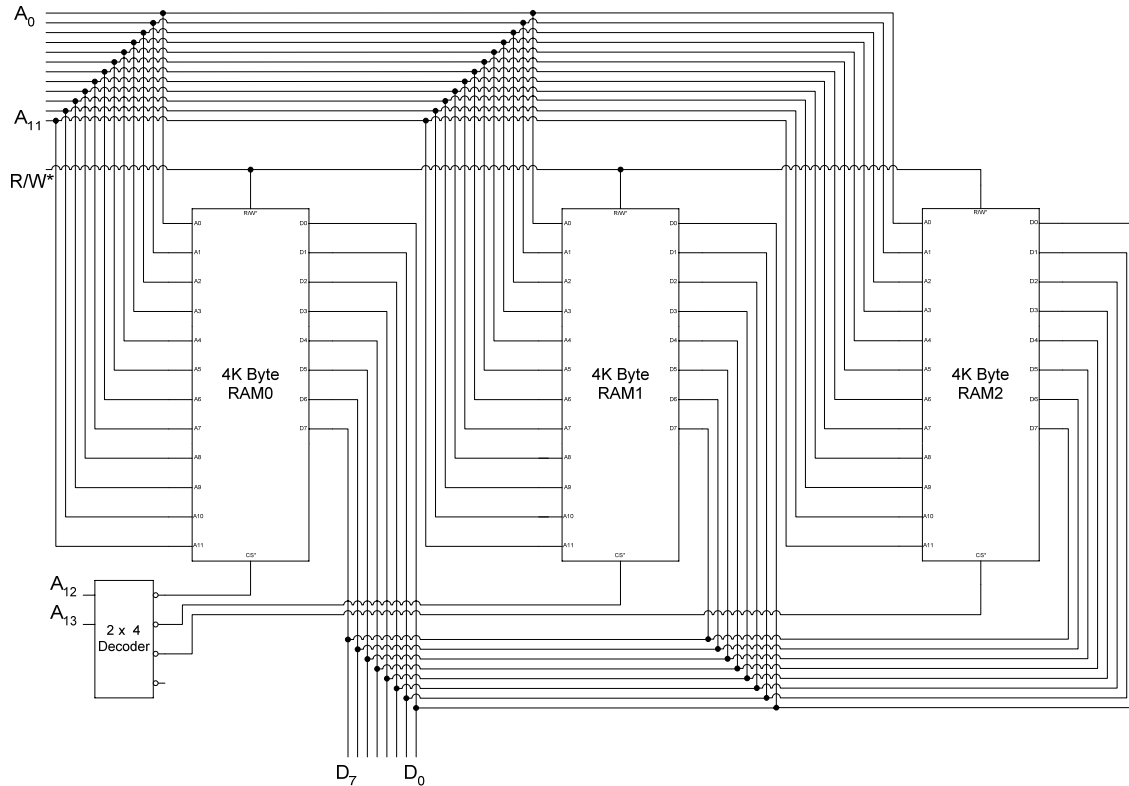 A0
A11
R/W*
R/W*
A0
A1
A2
A3
A4
A5
A6
A7
A8
A9
A10
A11
D0
D1
D2
D3
D4
D5
D6
D7
4K Byte
RAM0
CS*
R/W*
A0
A1
A2
A3
A4
A5
A6
A7
A8
A9
A10
A11
D0
D1
D2
D3
D4
D5
D6
D7
4K Byte
RAM1
CS*
R/W*
A0
A1
A2
A3
A4
A5
A6
A7
A8
A9
A10
A11
D0
D1
D2
D3
D4
D5
D6
D7
4K Byte
RAM2
CS*
A12
A13
2 x 4
Decoder
D7
D0